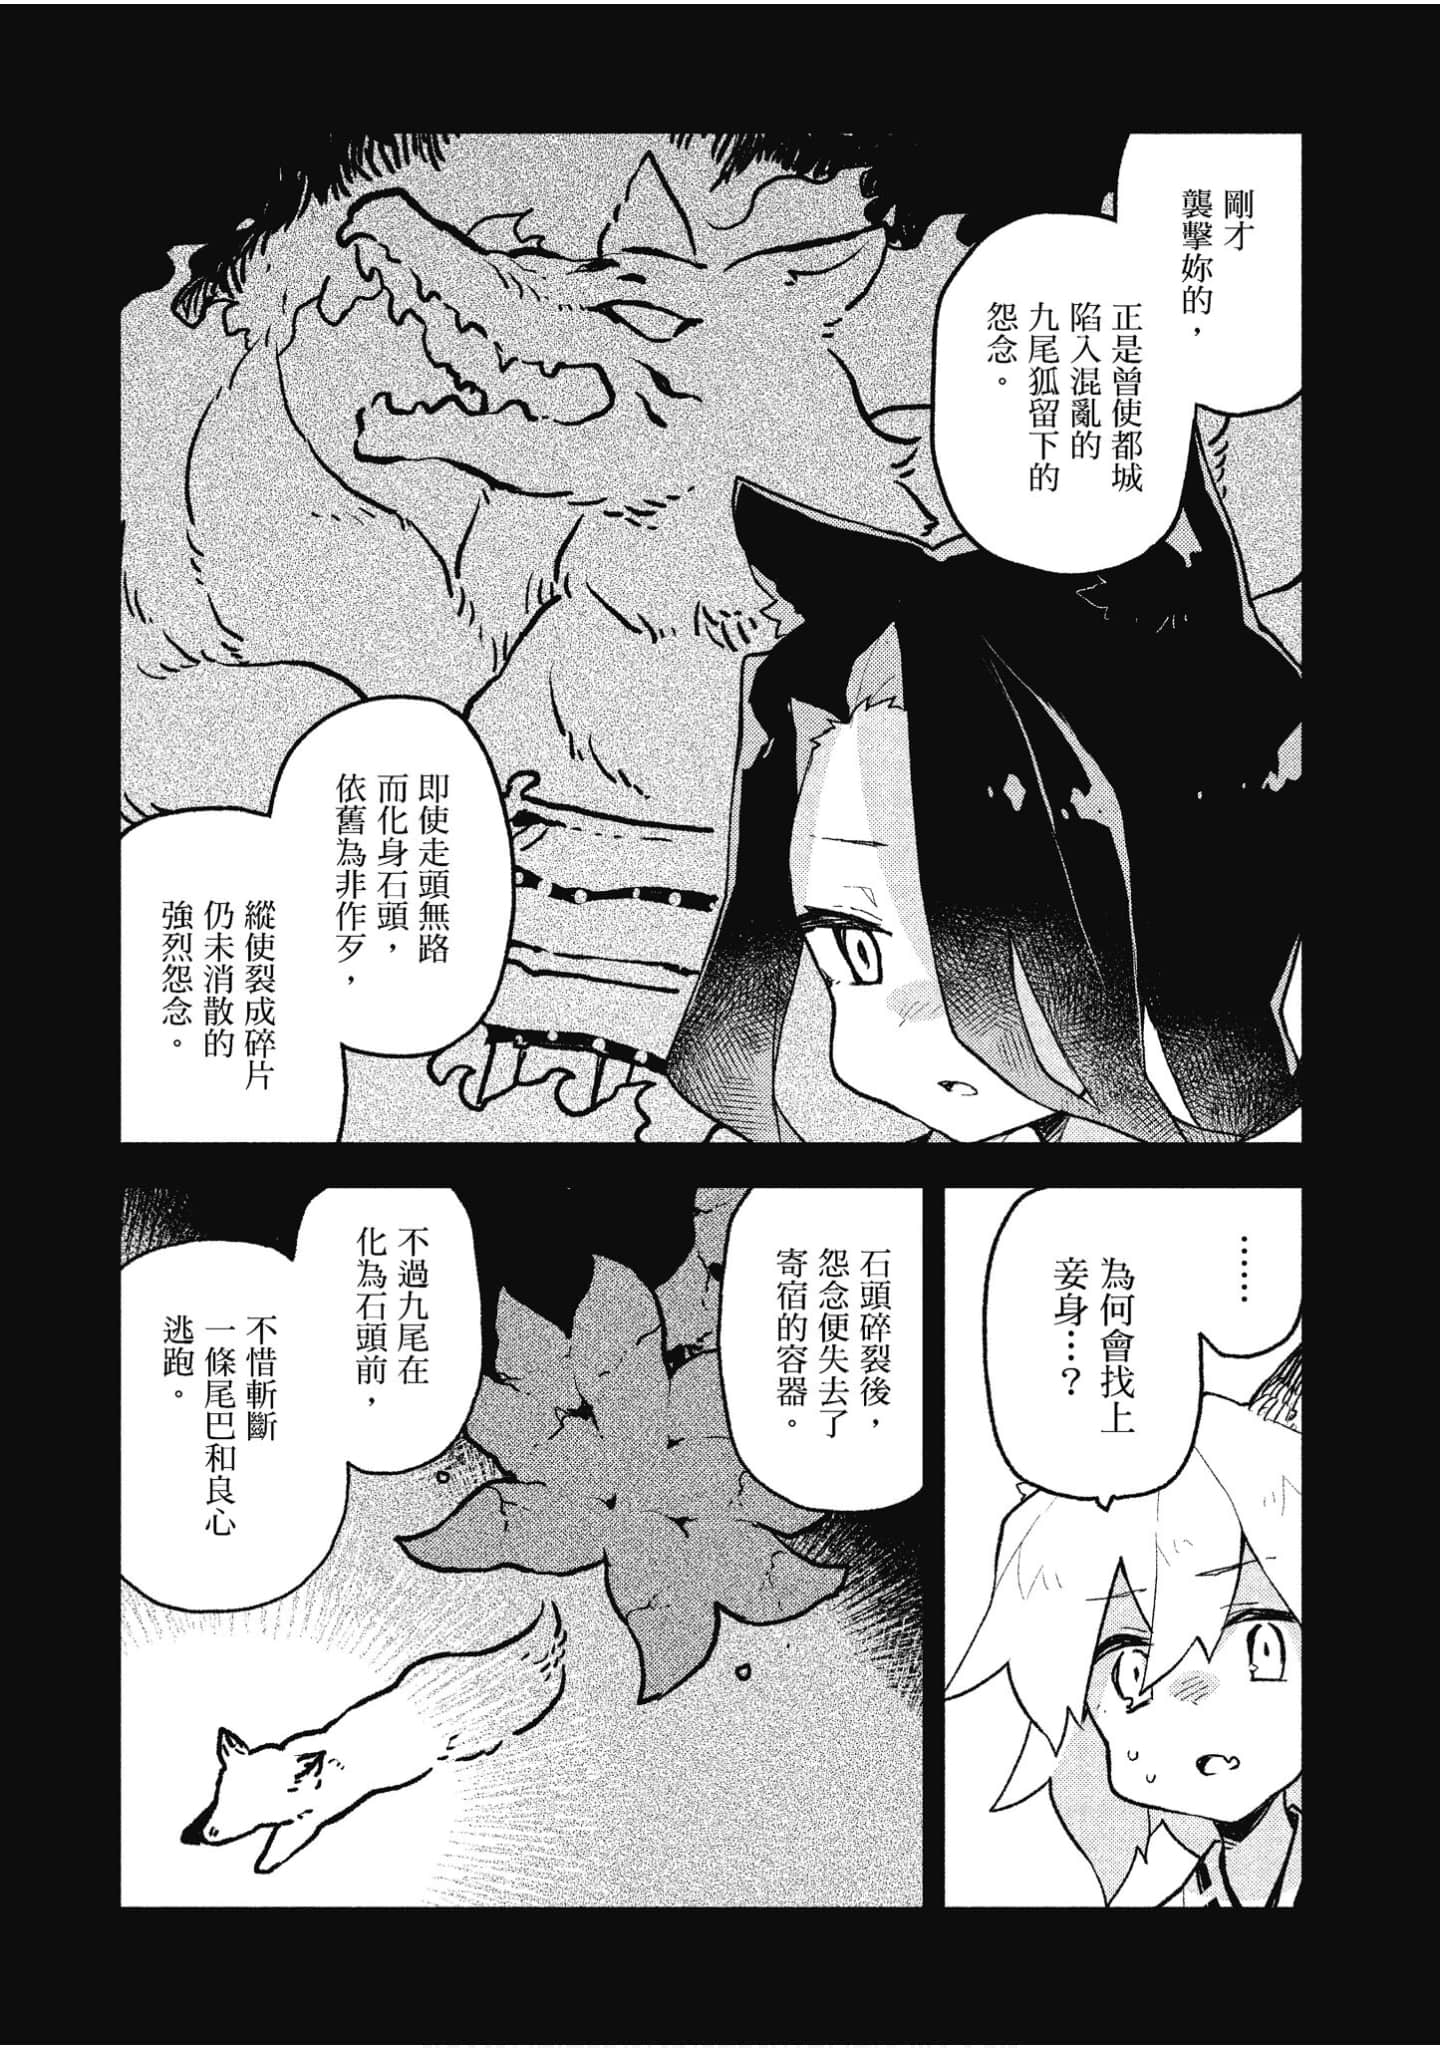 剛才
襲擊妳的，
正是曾使都城
陷入混亂的
九尾狐留下的
怨念。
即使走頭無路
而化身石頭，
依舊為非作歹，
縱使裂成碎片
仍未消散的
強烈怨念。
……
為何會找上
妾身…？
石頭碎裂後，
怨念便失去了
寄宿的容器。
不過九尾在
化為石頭前，
不惜斬斷
一條尾巴和良心
逃跑。